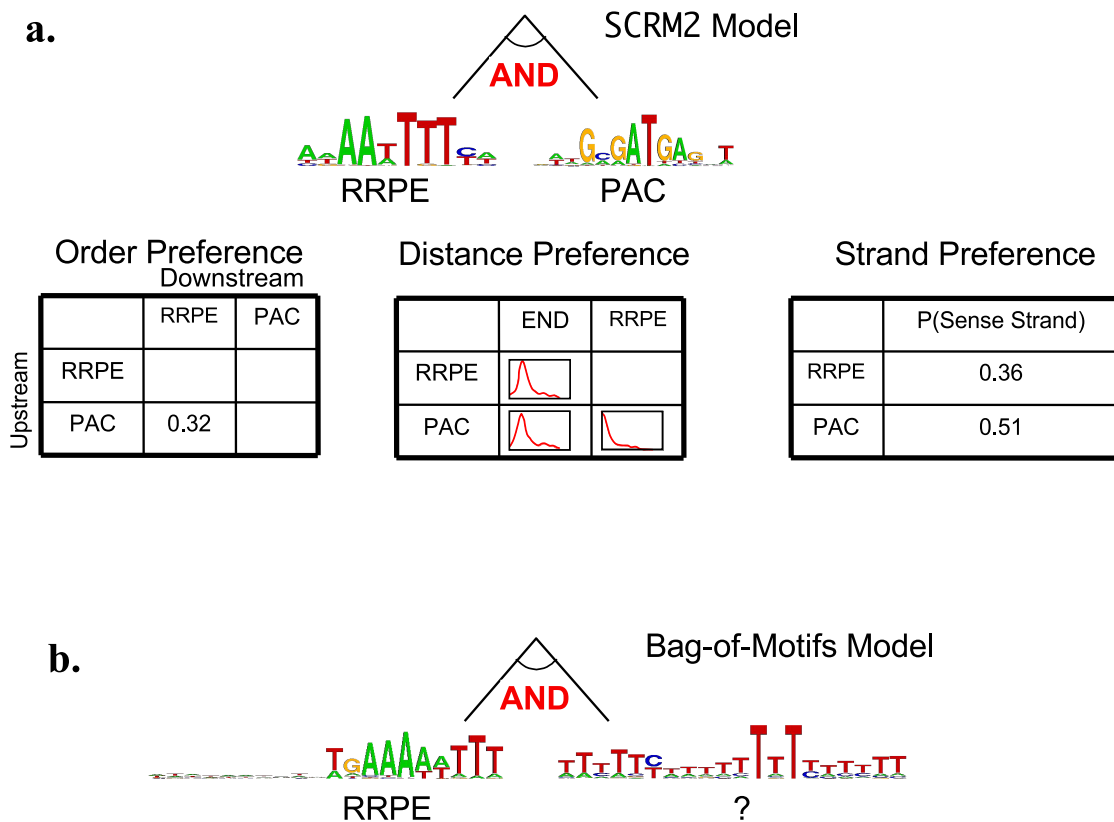 a.
SCRM2 Model
AND
RRPE
PAC
Order Preference
Downstream
Upstream
RRPE PAC
RRPE
PAC 0.32
Distance Preference
END RRPE
RRPE
PAC
Strand Preference
P(Sense Strand)
RRPE 0.36
PAC 0.51
b.
Bag-of-Motifs Model
AND
RRPE
?